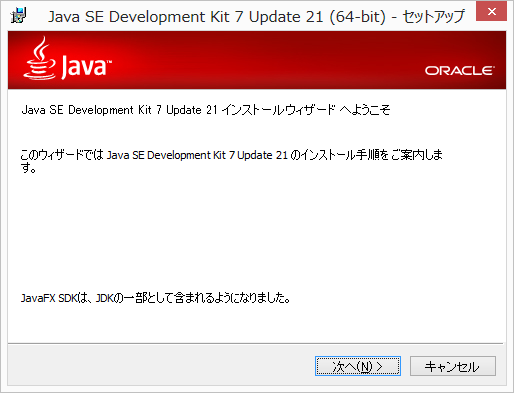 Java SE Development Kit 7 Update 21 (64-bit) - セットアップ
Java™
ORACLE®
Java SE Development Kit 7 Update 21 インストールウィザード へようこそ
このウィザードでは Java SE Development Kit 7 Update 21 のインストール手順をご案内しま
す。
JavaFX SDKは、JDKの一部として含まれるようになりました。
次へ(N) >
キャンセル